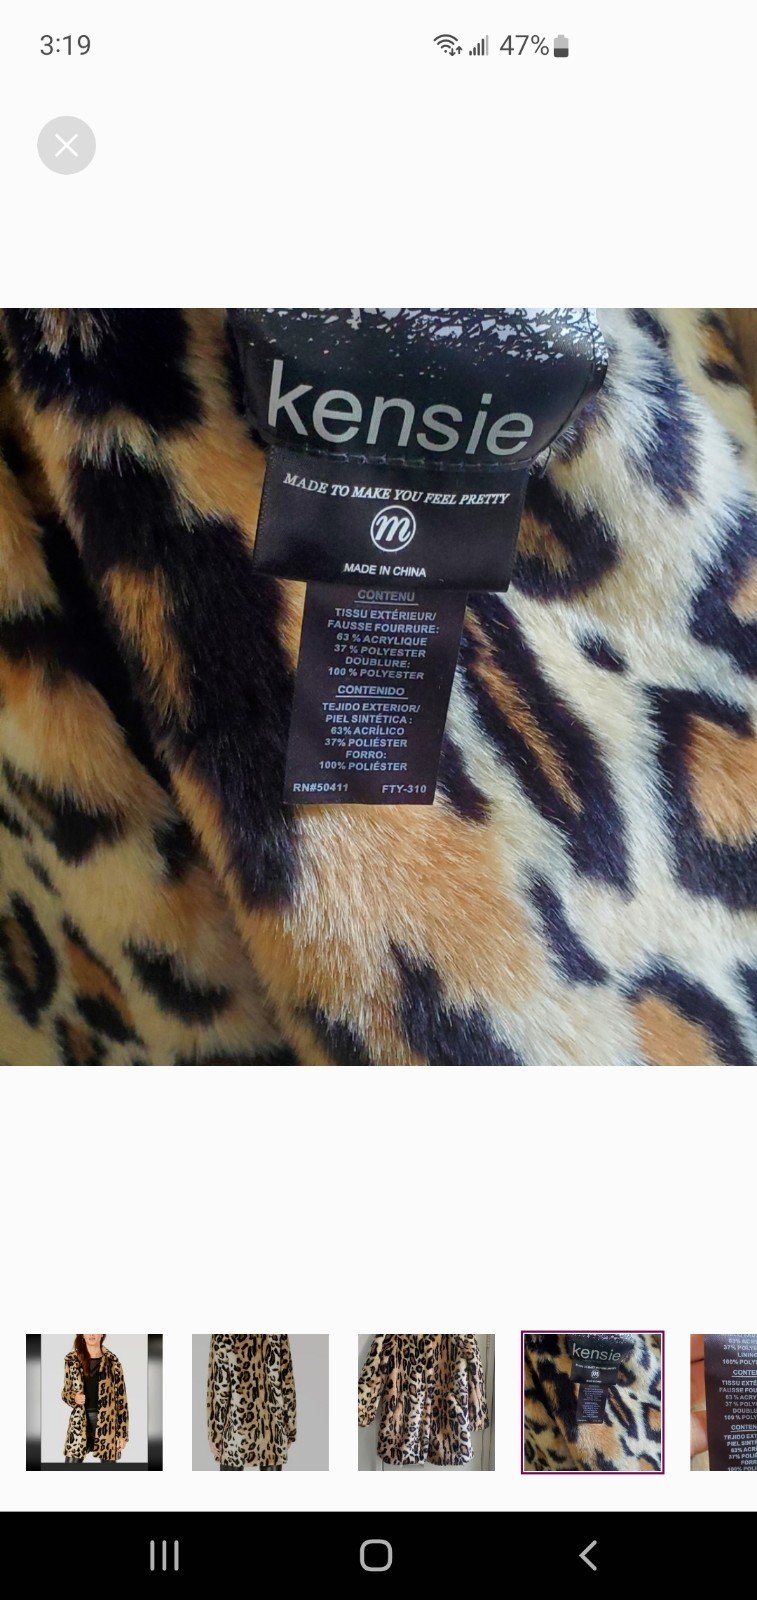 3:19
47%
kensie
MADE TO MAKE YOU FEEL PRETTY
m
MADE IN CHINA
CONTENU
TISSU EXTÉRIEUR/
FAUSSE FOURRURE:
63 % ACRYLIQUE
37 % POLYESTER
DOUBLURE:
100 % POLYESTER
CONTENIDO
TEJIDO EXTERIOR/
PIEL SINTÉTICA :
63% ACRÍLICO
37% POLIÉSTER
FORRO:
100% POLIÉSTER
RN#50411 FTY-310
kensie